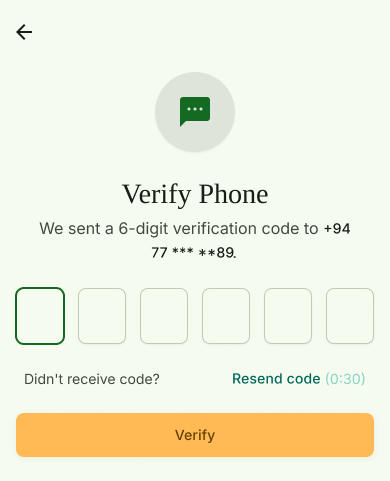 Verify Phone
We sent a 6-digit verification code to +94
77 *** **89.
Didn't receive code?
Resend code (0:30)
Verify